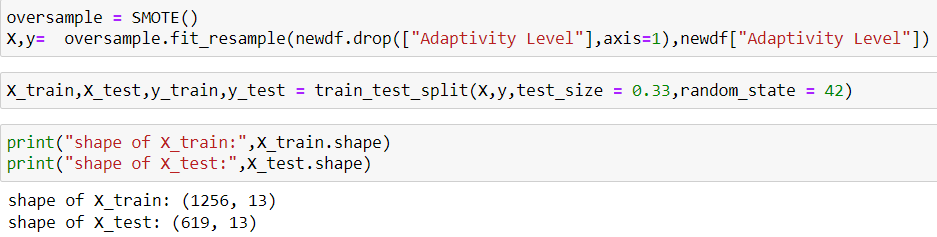 oversample = SMOTE()
X,y=  oversample.fit_resample(newdf.drop(["Adaptivity Level"],axis=1),newdf["Adaptivity Level"])
X_train,X_test,y_train,y_test = train_test_split(X,y,test_size = 0.33,random_state = 42)
print("shape of X_train:",X_train.shape)
print("shape of X_test:",X_test.shape)
shape of X_train: (1256, 13)
shape of X_test: (619, 13)